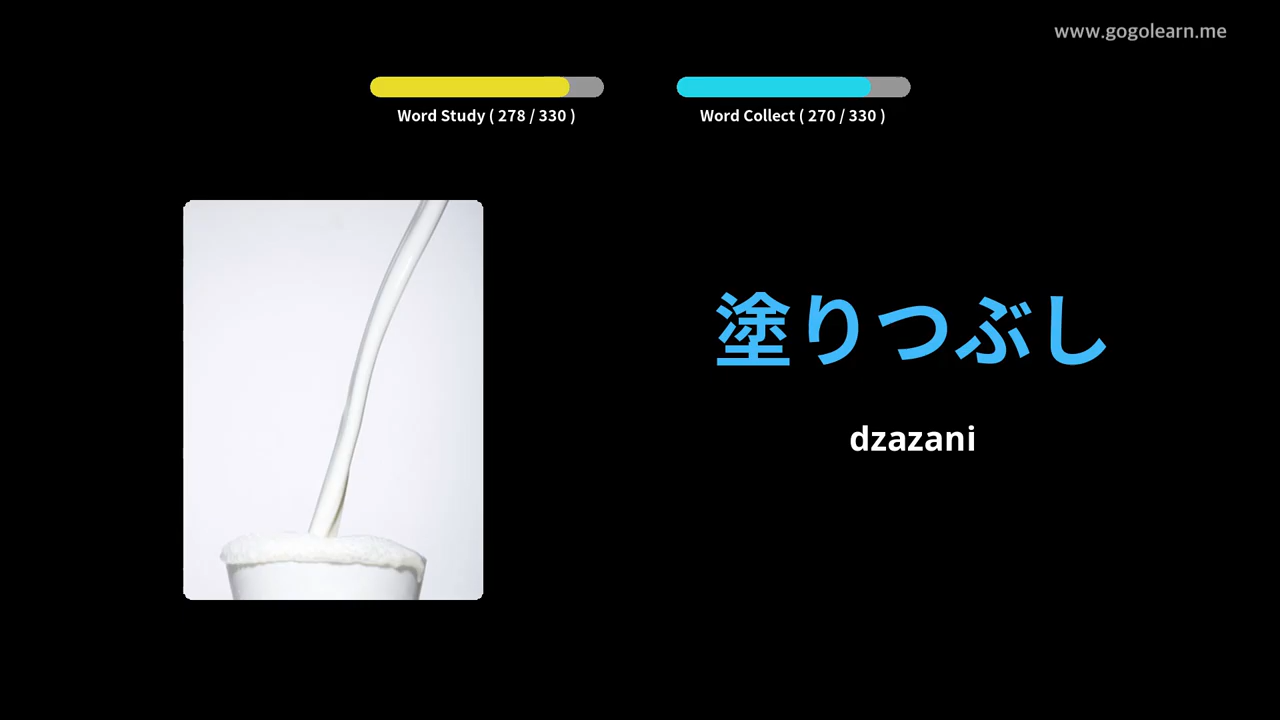 www.gogolearn.me
Word Study ( 278 / 330 )
Word Collect ( 270 / 330 )
塗りつぶし
dzazani